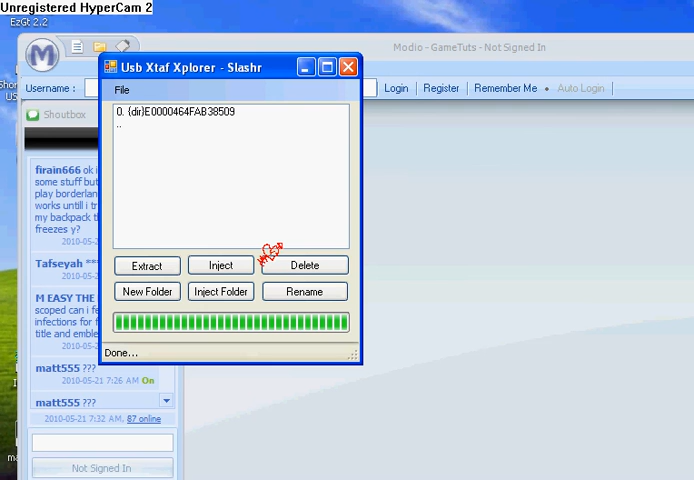 Unregistered HyperCam 2
EzGt 2.2
Modio - GameTuts - Not Signed In
Usb Xtaf Xplorer - Slashr
Username :
Login
Register
Remember Me
Auto Login
File
Shoutbox
0. {dir}E0000464FAB38509
..
firain666 ok i
some stuff but
play borderlan
works untill i tr
my backpack th
freezes y?
2010-05-2
Tafseyah **
M EASY THE
scoped can i fe
infections for f
title and emble
2010-05-2
matt555 ???
2010-05-21 7:26 AM On
matt555 ???
2010-05-21 7:32 AM, 87 online
Not Signed In
Extract
Inject
Delete
New Folder
Inject Folder
Rename
Done...